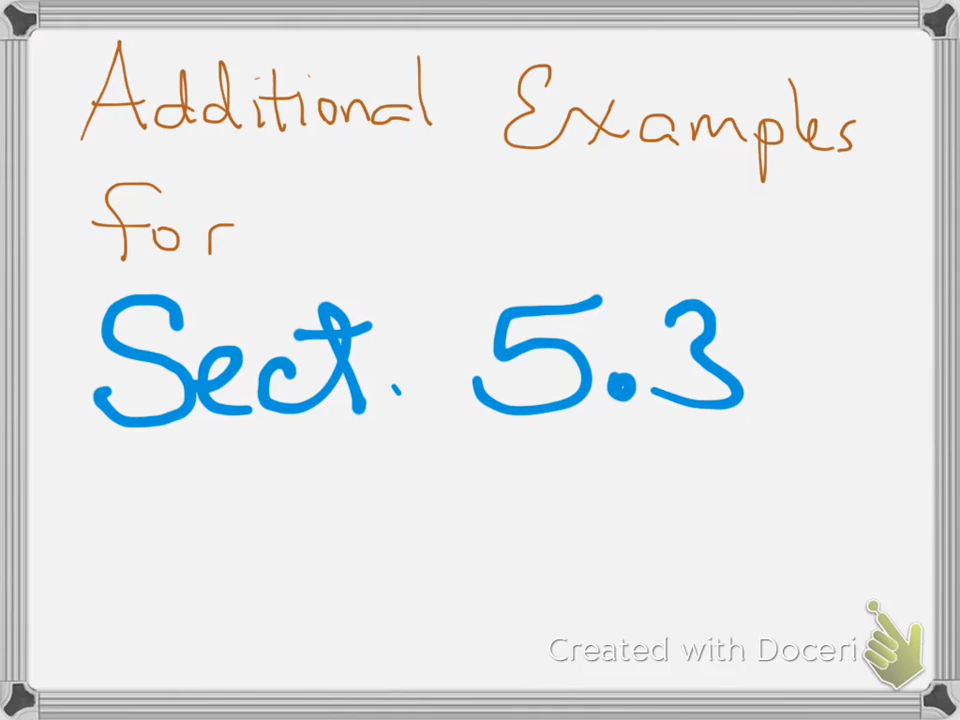 Additional Examples
for
Sect. 5.3
Created with Doceri